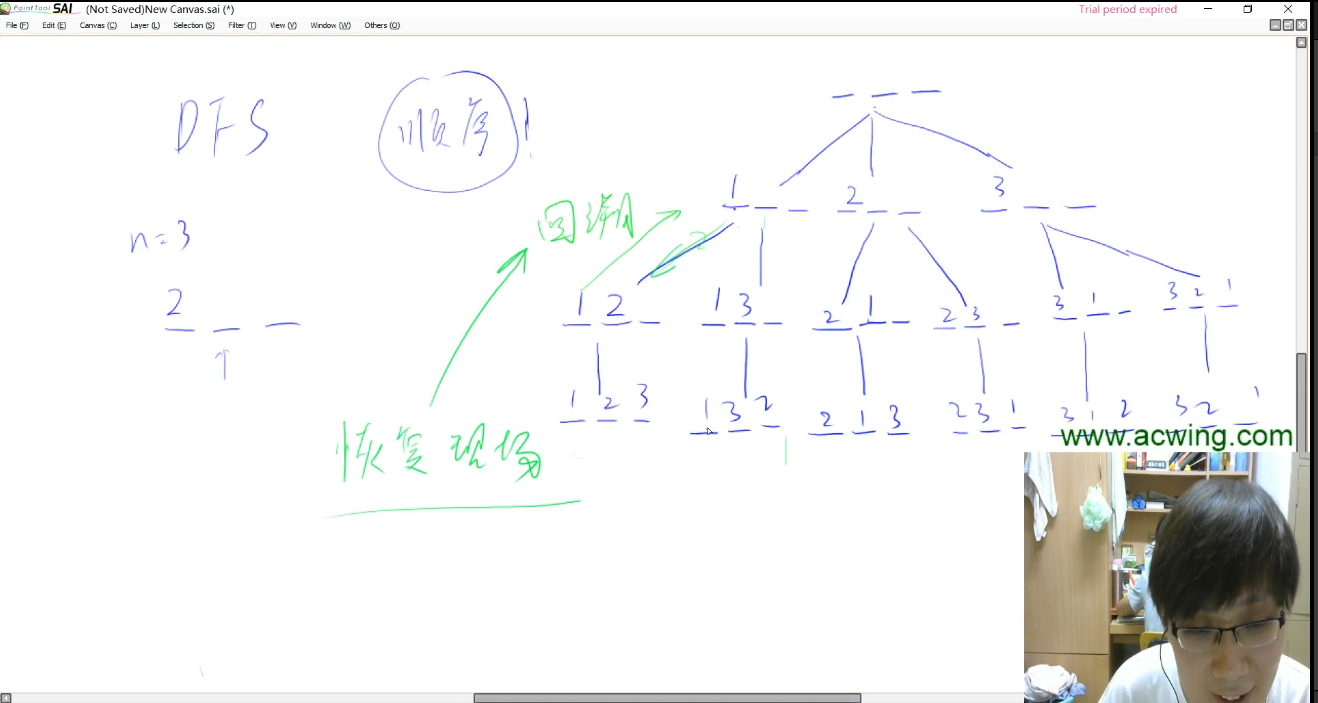 PaintTool SAI (Not Saved)New Canvas.sai (*)
Trial period expired
File (F) Edit (E) Canvas (C) Layer (L) Selection (S) Filter (T) View (V) Window (W) Others (O)
DFS 顺序!
n=3
2
1 2 3
回溯
2
1 2 1 3 2 1 2 3 3 1 3 2 1
1 2 3 1 3 2 2 1 3 2 3 1 3 1 2 3 2 1
恢复现场
www.acwing.com